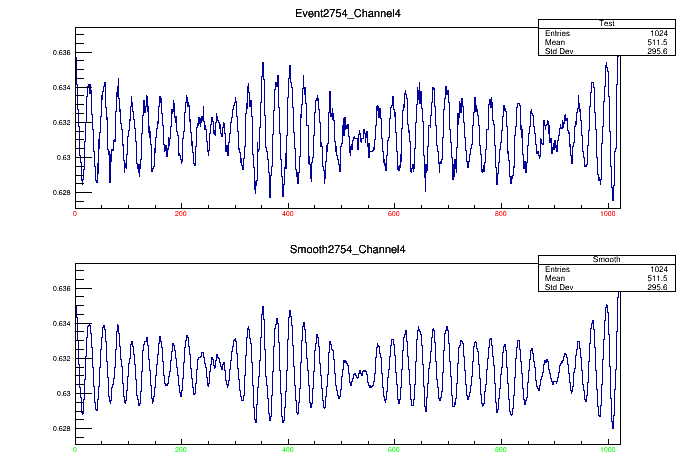 Event2754_Channel4
Test
Entries 1024
Mean 511.5
Std Dev 295.6
0.636
0.634
0.632
0.63
0.628
0 200 400 600 800 1000
Smooth2754_Channel4
Smooth
Entries 1024
Mean 511.5
Std Dev 295.6
0.636
0.634
0.632
0.63
0.628
0 200 400 600 800 1000